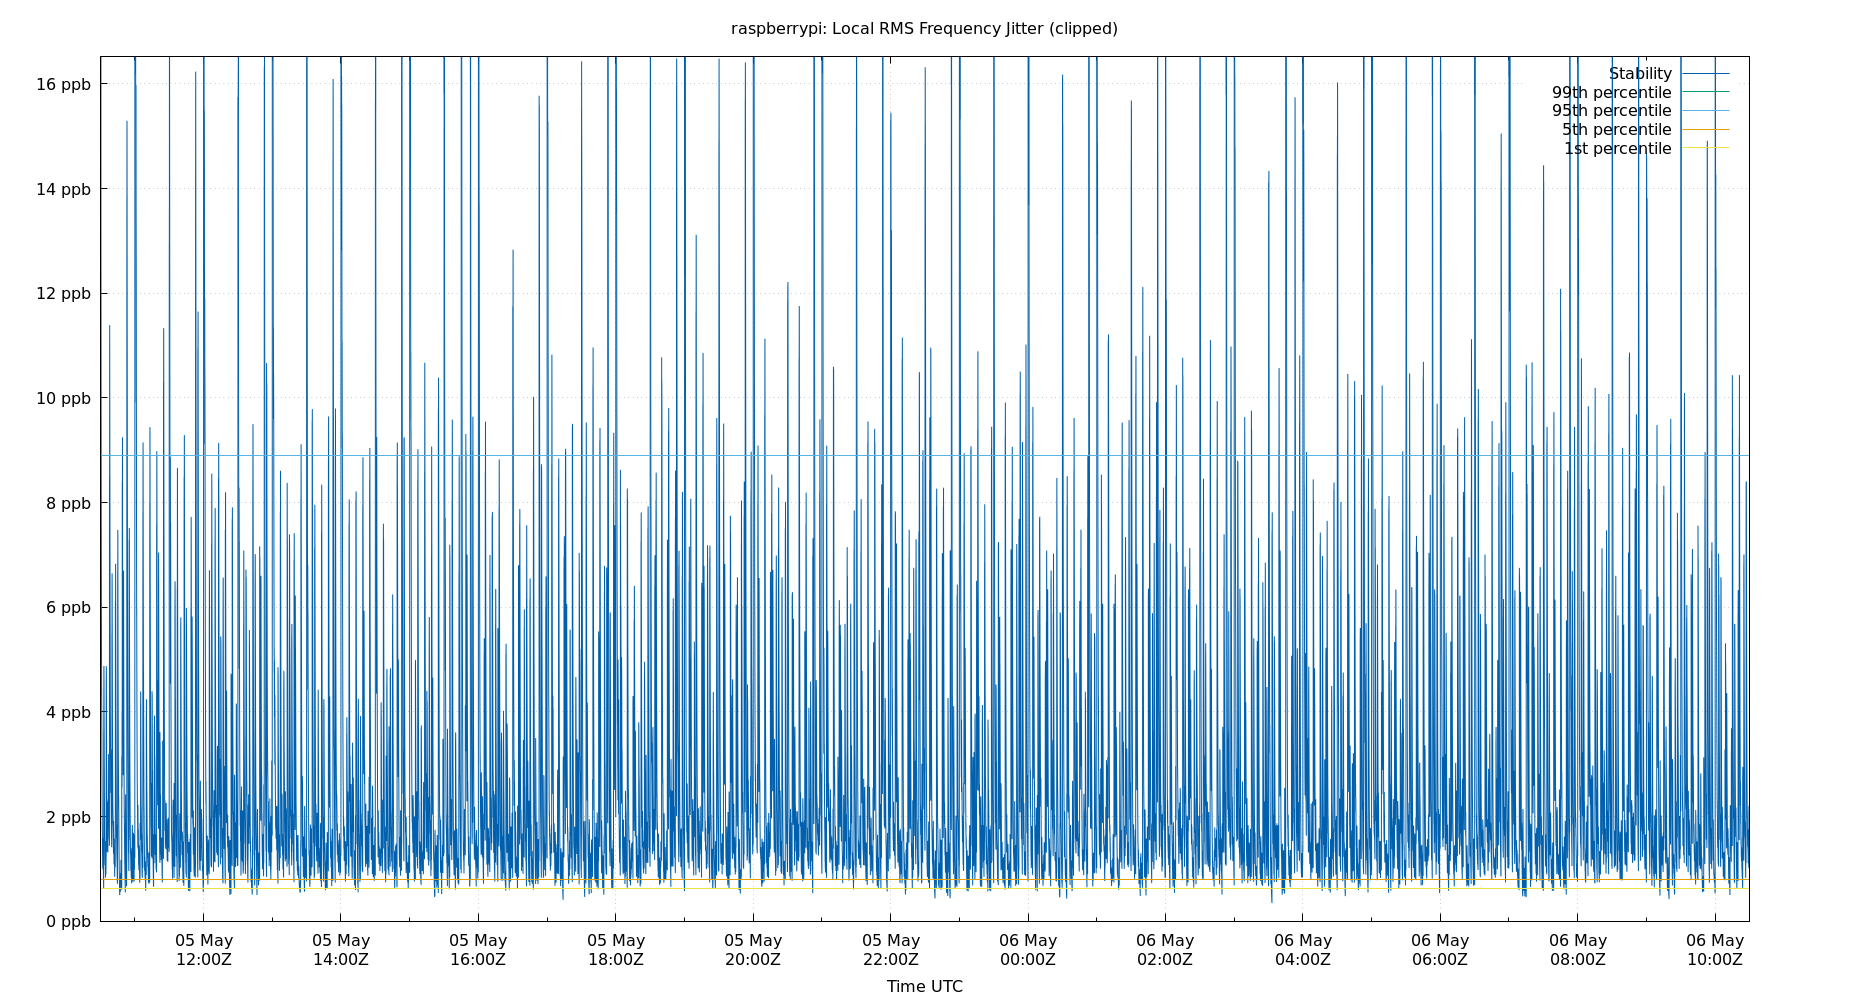 raspberrypi: Local RMS Frequency Jitter (clipped)
16 ppb
14 ppb
12 ppb
10 ppb
8 ppb
6 ppb
4 ppb
2 ppb
0 ppb
Stability
99th percentile
95th percentile
5th percentile
1st percentile
05 May 05 May 05 May 05 May 05 May 05 May 06 May 06 May 06 May 06 May 06 May 06 May
12:00Z 14:00Z 16:00Z 18:00Z 20:00Z 22:00Z 00:00Z 02:00Z 04:00Z 06:00Z 08:00Z 10:00Z
Time UTC